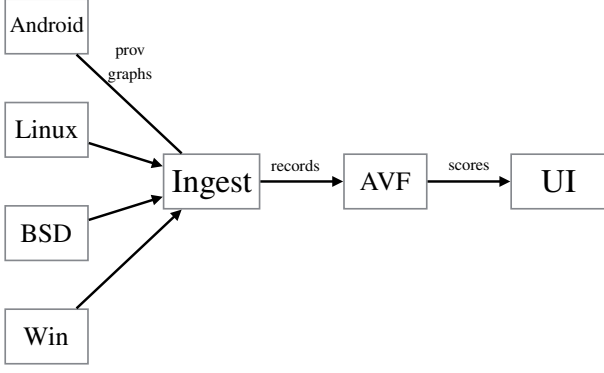 Android
prov
graphs
Linux
Ingest
records
AVF
scores
UI
BSD
Win